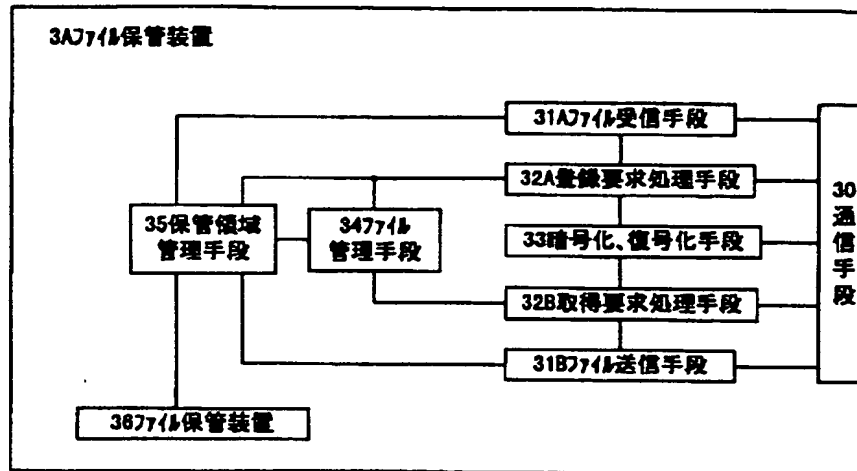 3Aファイル保管装置
31Aファイル受信手段
32A登録要求処理手段
35保管領域
管理手段
34ファイル
管理手段
33暗号化、復号化手段
32B取得要求処理手段
31Bファイル送信手段
36ファイル保管装置
30
通
信
手
段